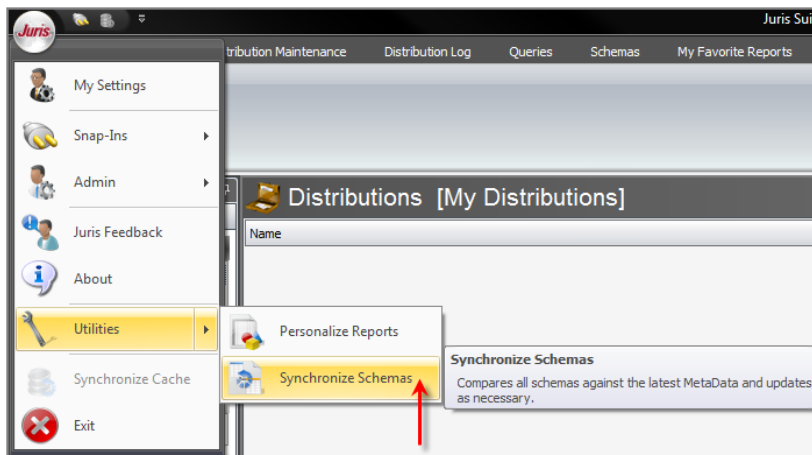 Juris
Juris Sui
tribution Maintenance Distribution Log Queries Schemas My Favorite Reports
My Settings
Snap-Ins
Admin
Distributions [My Distributions]
Juris Feedback
Name
About
Utilities
Personalize Reports
Synchronize Schemas
Synchronize Cache
Synchronize Schemas
Compares all schemas against the latest MetaData and updates
as necessary.
Exit